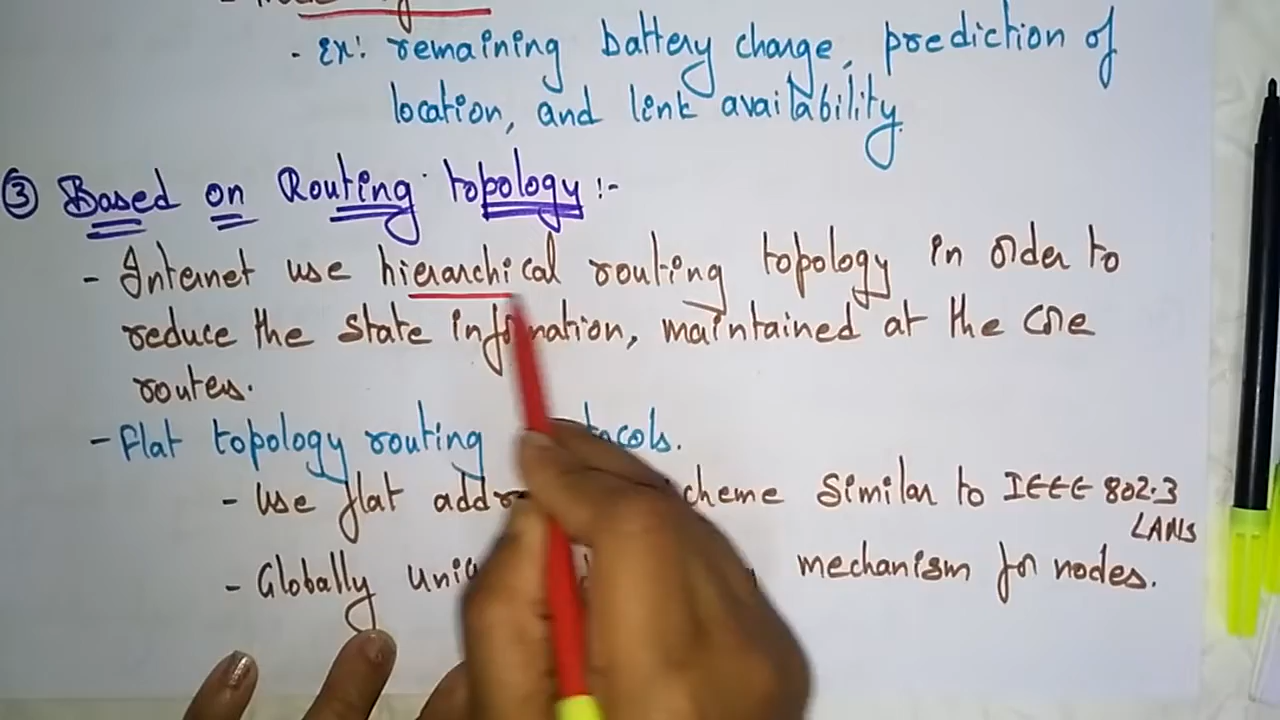 - Ex: remaining battery change, prediction of
location, and link availability.
③ Based on Routing topology :-
- Internet use hierarchical routing topology in order to
reduce the state information, maintained at the core
routes.
- Flat topology routing
- Use flat scheme similar to IEEE 802.3
LANs
- Globally mechanism for nodes.